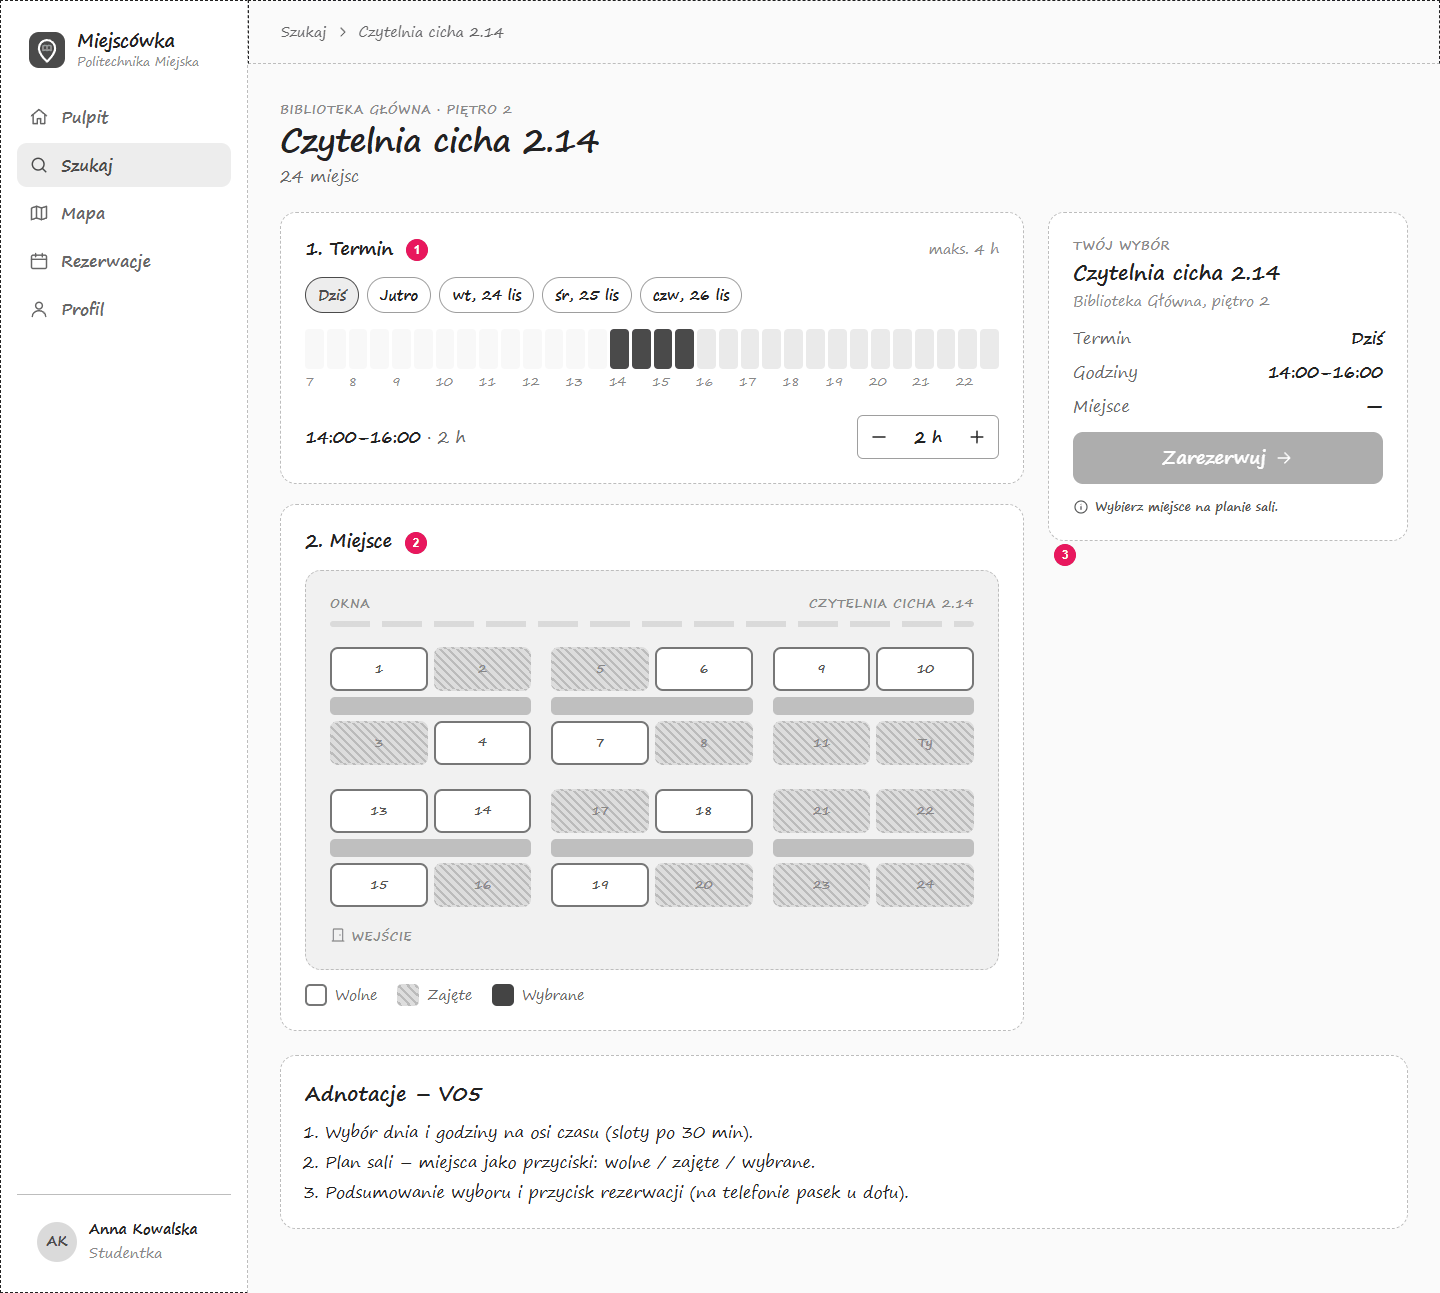 Miejscówka
Politechnika Miejska
Pulpit
Szukaj
Mapa
Rezerwacje
Profil
Anna Kowalska
AK
Studentka
Szukaj > Czytelnia cicha 2.14
BIBLIOTEKA GŁÓWNA · PIĘTRO 2
Czytelnia cicha 2.14
24 miejsc
1. Termin 1 maks. 4 h
Dziś Jutro wt, 24 lis śr, 25 lis czw, 26 lis
7 8 9 10 11 12 13 14 15 16 17 18 19 20 21 22
14:00–16:00 · 2 h − 2 h +
2. Miejsce 2
OKNA CZYTELNIA CICHA 2.14
1 2 5 6 9 10
3 4 7 8 11 Ty
13 14 17 18 21 22
15 16 19 20 23 24
WEJŚCIE
Wolne Zajęte Wybrane
TWÓJ WYBÓR
Czytelnia cicha 2.14
Biblioteka Główna, piętro 2
Termin Dziś
Godziny 14:00–16:00
Miejsce —
Zarezerwuj →
Wybierz miejsce na planie sali.
3
Adnotacje — V05
1. Wybór dnia i godziny na osi czasu (sloty po 30 min).
2. Plan sali — miejsca jako przyciski: wolne / zajęte / wybrane.
3. Podsumowanie wyboru i przycisk rezerwacji (na telefonie pasek u dołu).